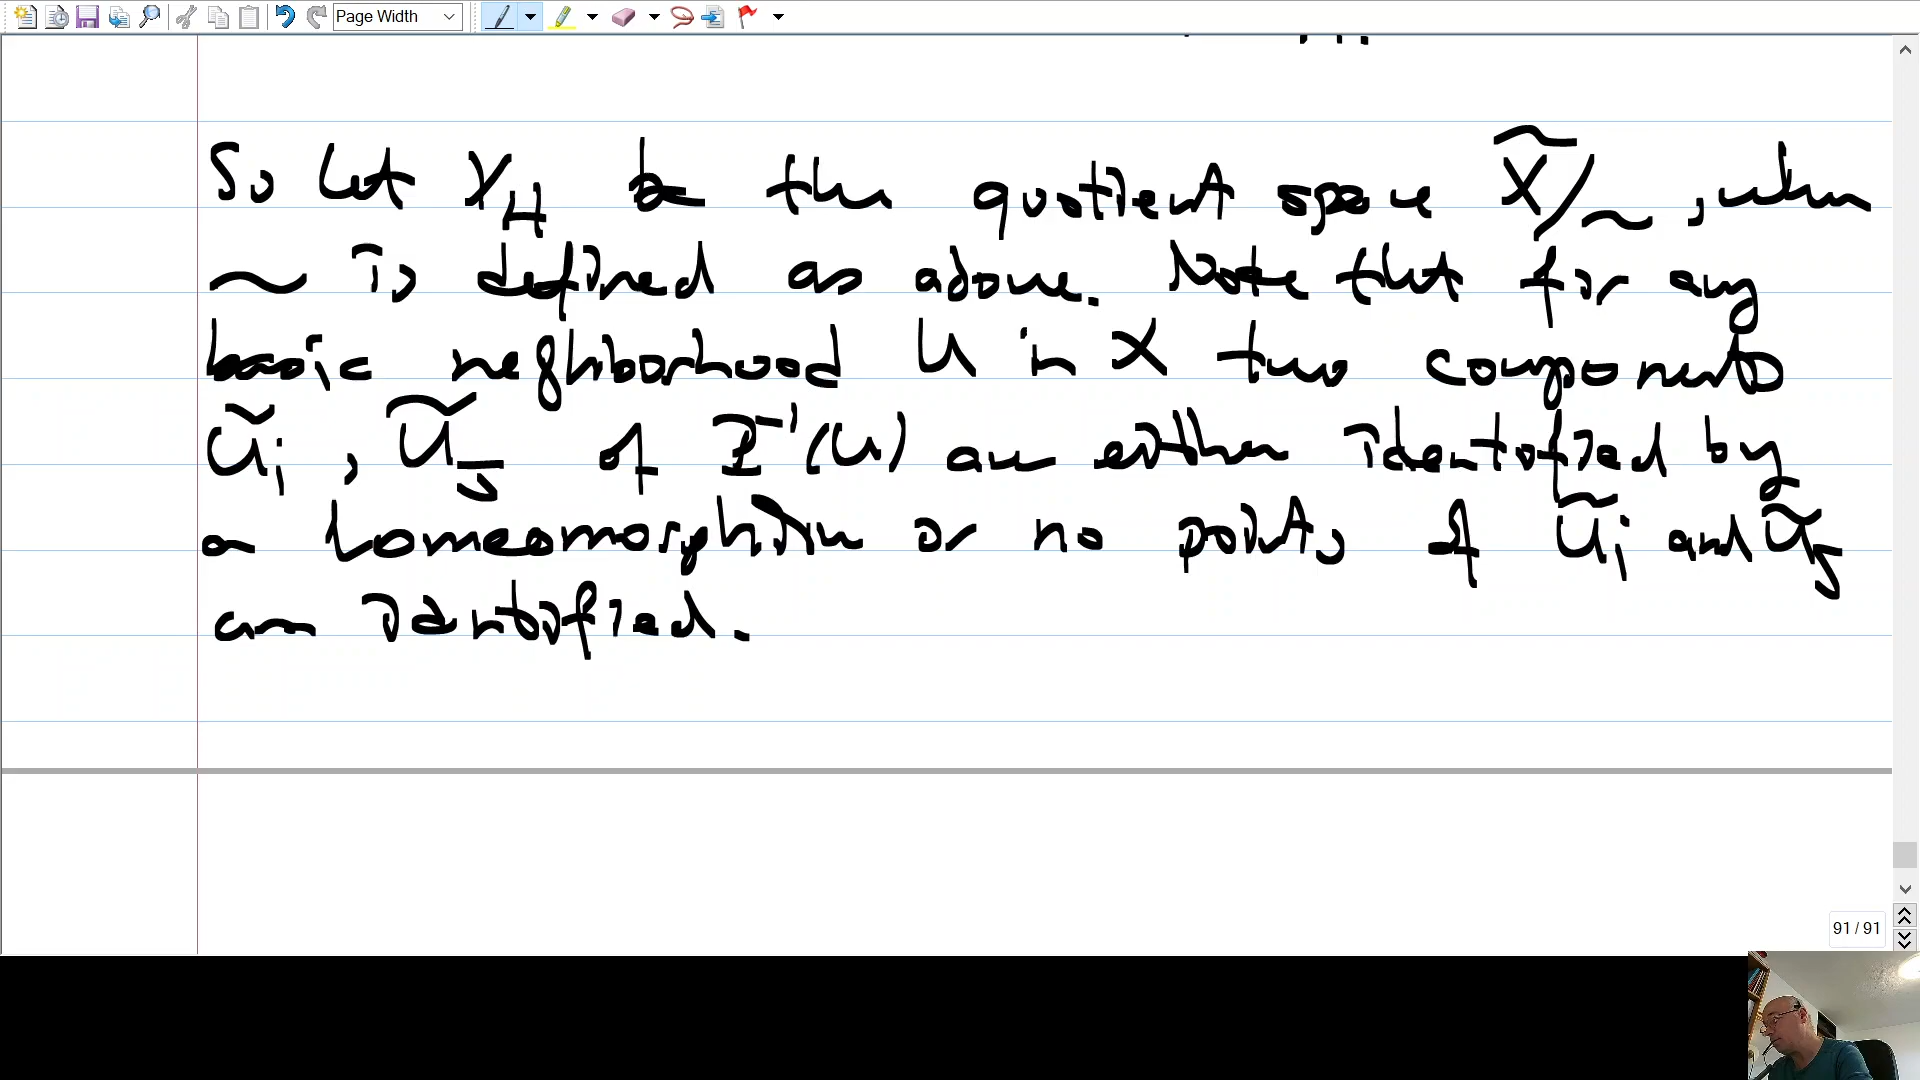 Page Width
So let X_H be the quotient space X̃/~, where
~ is defined as above. Note that for any
basic neghborhood U in X two components
Ũ_i, Ũ_j of p^{-1}(U) are either identified by
a homeomorphism or no points of Ũ_i and Ũ_j
are identified.
91 / 91